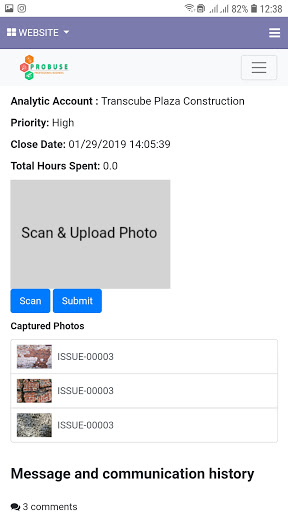 82% 12:38
WEBSITE
PROBUSE
Analytic Account : Transcube Plaza Construction
Priority: High
Close Date: 01/29/2019 14:05:39
Total Hours Spent: 0.0
Scan & Upload Photo
Scan Submit
Captured Photos
ISSUE-00003
ISSUE-00003
ISSUE-00003
Message and communication history
3 comments